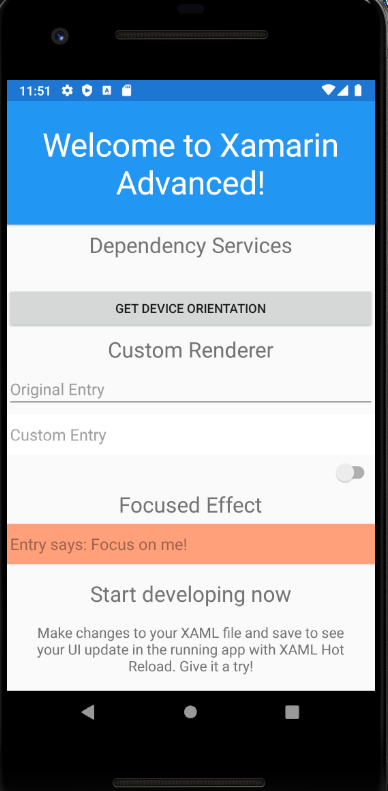 11:51
Welcome to Xamarin
Advanced!
Dependency Services
GET DEVICE ORIENTATION
Custom Renderer
Original Entry
Custom Entry
Focused Effect
Entry says: Focus on me!
Start developing now
Make changes to your XAML file and save to see
your UI update in the running app with XAML Hot
Reload. Give it a try!